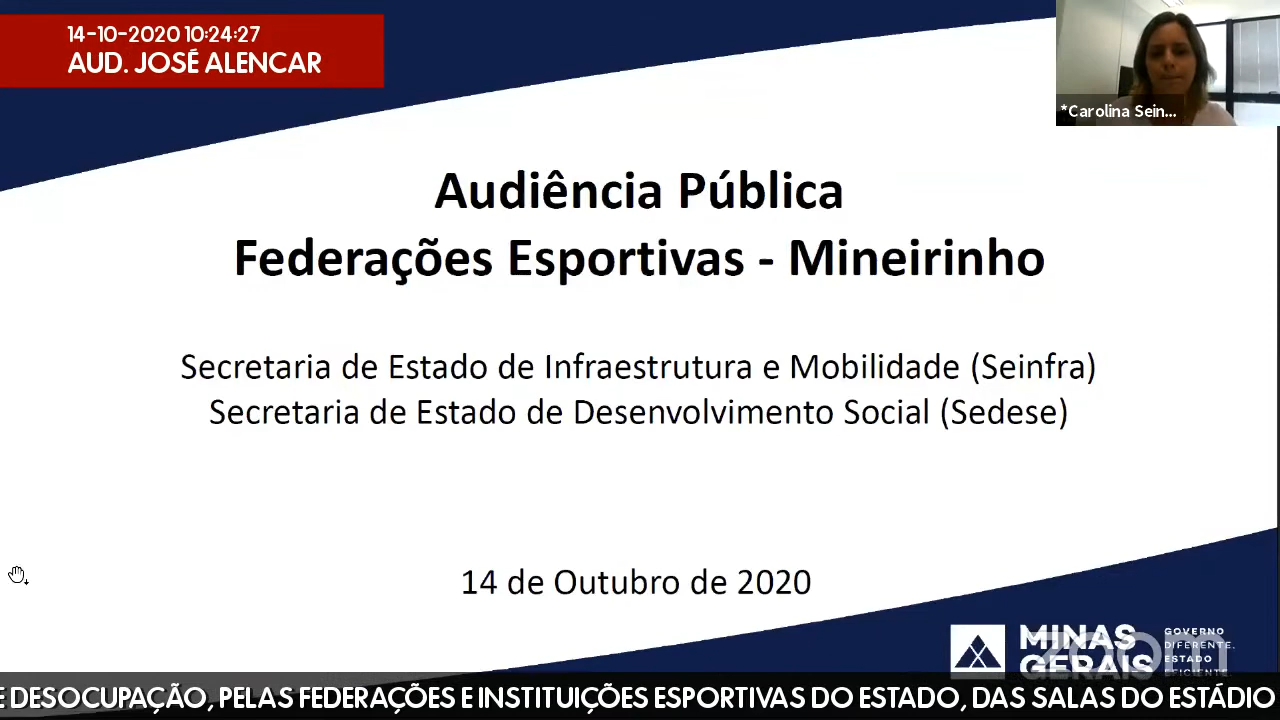 14-10-2020 10:24:27
AUD. JOSÉ ALENCAR
*Carolina Sein...
Audiência Pública
Federações Esportivas - Mineirinho
Secretaria de Estado de Infraestrutura e Mobilidade (Seinfra)
Secretaria de Estado de Desenvolvimento Social (Sedese)
14 de Outubro de 2020
MINAS GERAIS
GOVERNO
DIFERENTE.
ESTADO
EFICIENTE.
zoom
E DESOCUPAÇÃO, PELAS FEDERAÇÕES E INSTITUIÇÕES ESPORTIVAS DO ESTADO, DAS SALAS DO ESTÁDIO